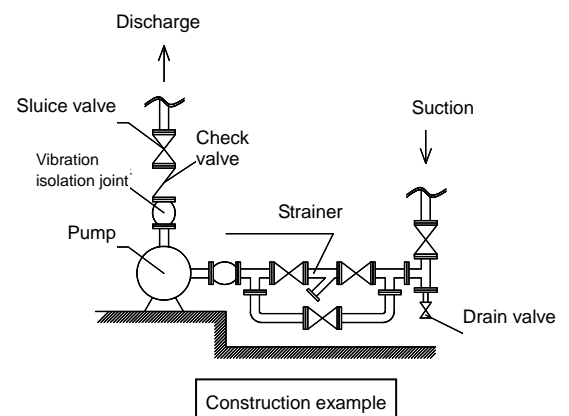 Discharge
Sluice valve
Suction
Check
valve
Vibration
isolation joint
Strainer
Pump
Drain valve
Construction example